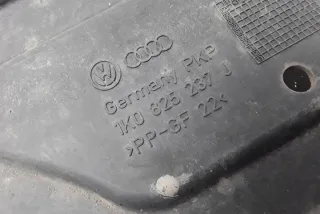 Germany PKP
1K0 825 237 J
>PP-GF 22<